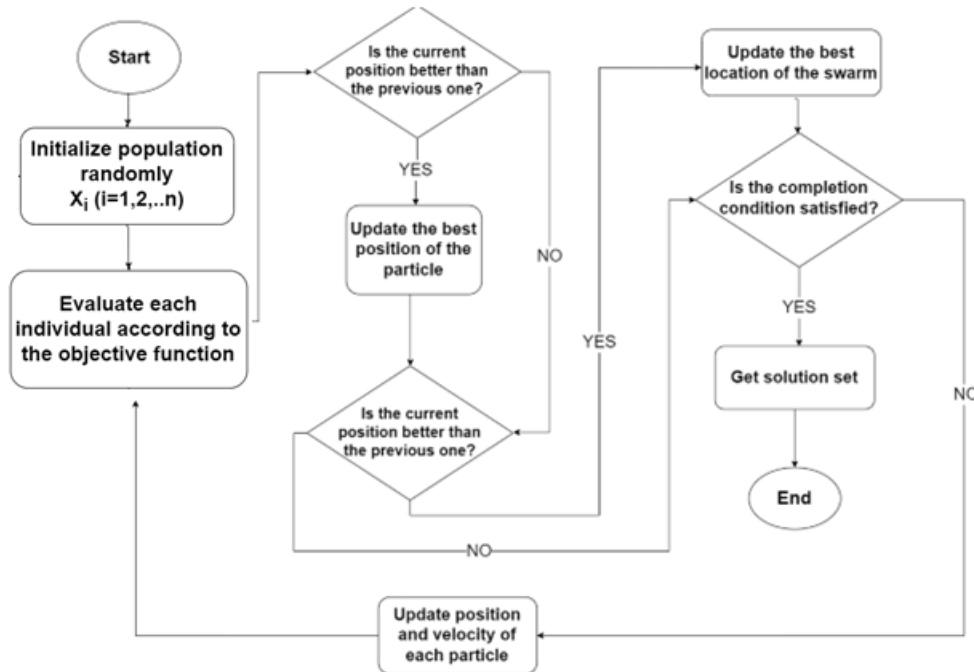 Start
Initialize population
randomly
Xi (i=1,2,..n)
Evaluate each
individual according to
the objective function
Is the current
position better than
the previous one?
YES
NO
Update the best
position of the
particle
Is the current
position better than
the previous one?
YES
NO
Update the best
location of the swarm
Is the completion
condition satisfied?
YES
NO
Get solution set
End
Update position
and velocity of
each particle